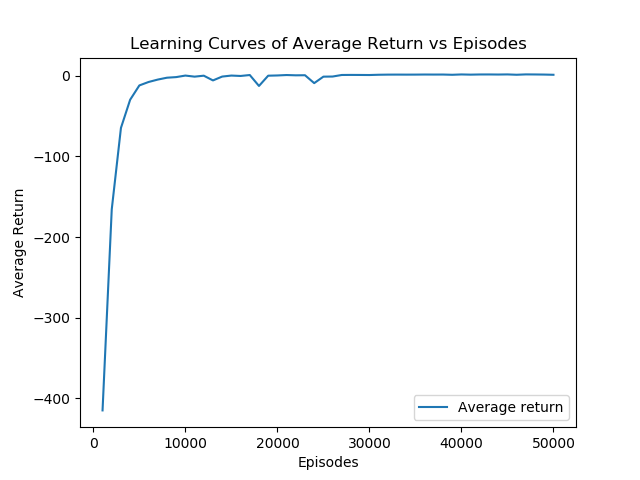 Learning Curves of Average Return vs Episodes
0
−100
−200
−300
−400
Average Return
0 10000 20000 30000 40000 50000
Episodes
Average return